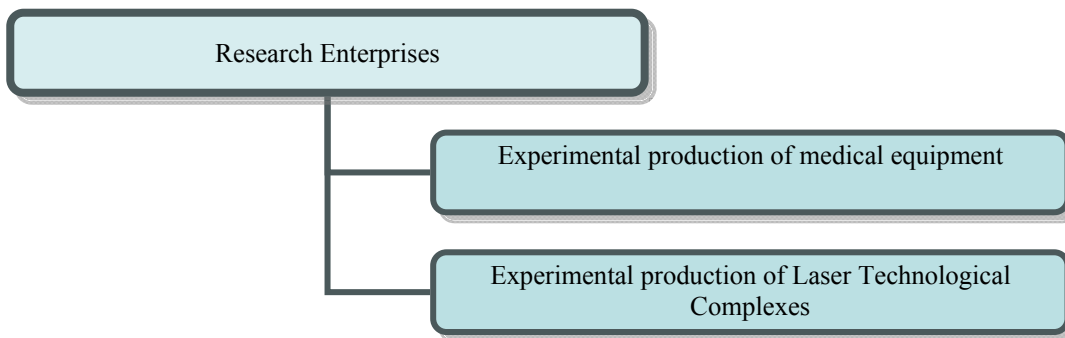 Research Enterprises
Experimental production of medical equipment
Experimental production of Laser Technological
Complexes